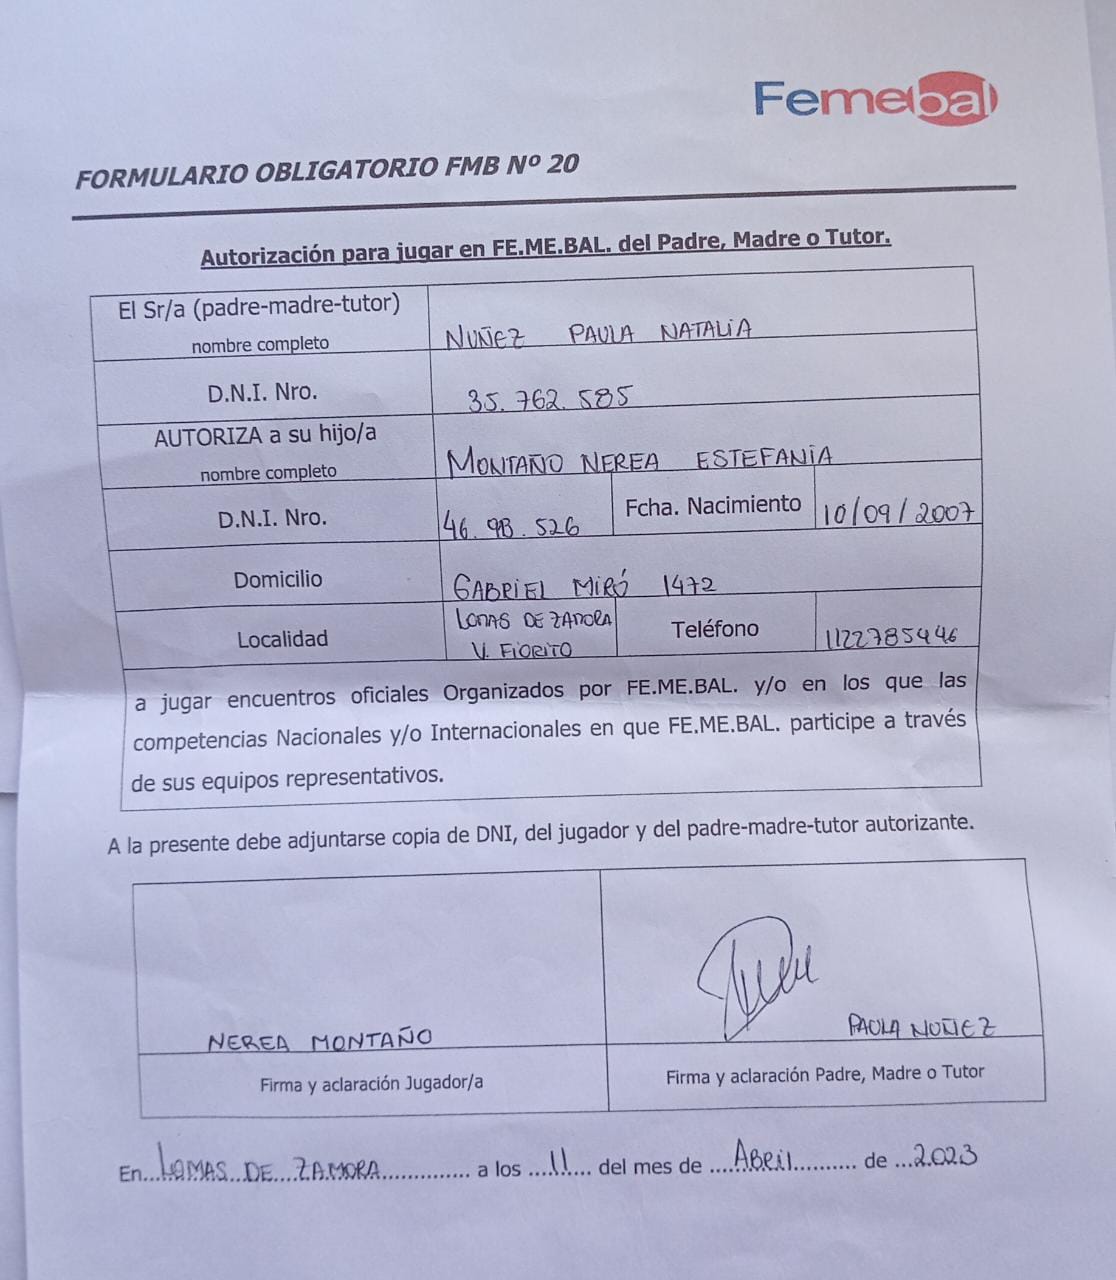 Femebal
FORMULARIO OBLIGATORIO FMB Nº 20
Autorización para jugar en FE.ME.BAL. del Padre, Madre o Tutor.
El Sr/a (padre-madre-tutor)
nombre completo
NUÑEZ PAULA NATALIA
D.N.I. Nro.
35.762.585
AUTORIZA a su hijo/a
nombre completo
MONTAÑO NEREA ESTEFANIA
D.N.I. Nro.
Fcha. Nacimiento
10/09/2007
Domicilio
GABRIEL MIRÓ 1472
Localidad
LOMAS DE ZAMORA
V. FIORITO
Teléfono
1122785446
a jugar encuentros oficiales Organizados por FE.ME.BAL. y/o en los que las
competencias Nacionales y/o Internacionales en que FE.ME.BAL. participe a través
de sus equipos representativos.
A la presente debe adjuntarse copia de DNI, del jugador y del padre-madre-tutor autorizante.
NEREA MONTAÑO
Firma y aclaración Jugador/a
PAULA NUÑEZ
Firma y aclaración Padre, Madre o Tutor
En...LOMAS...DE...ZAMORA.............. a los ....11.... del mes de ....ABRIL.......... de ...2023